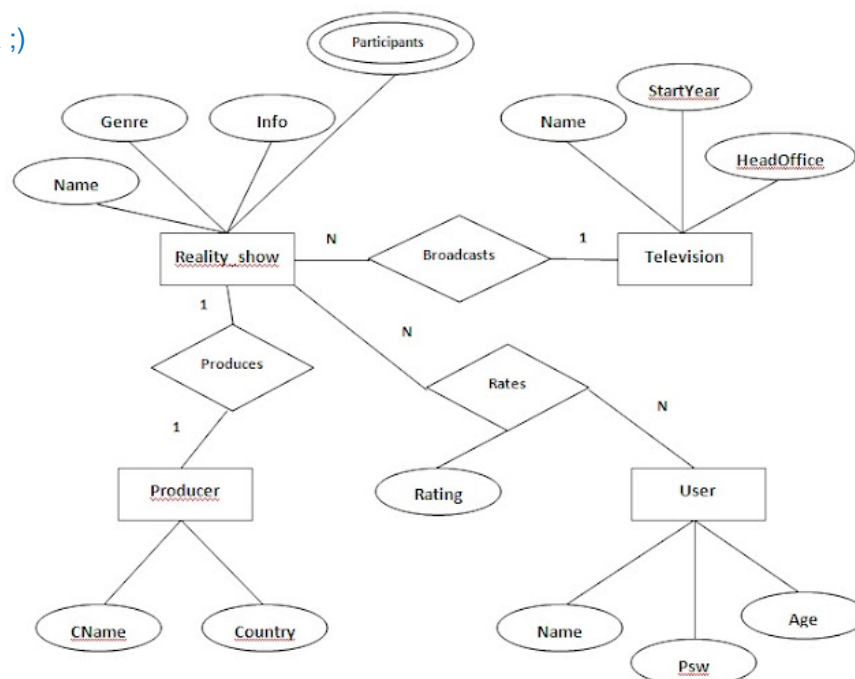 ;)
Participants
StartYear
Genre
Info
Name
HeadOffice
Name
Reality_show
N
Broadcasts
1
Television
1
N
Produces
Rates
1
N
Producer
Rating
User
CName
Country
Name
Age
Psw